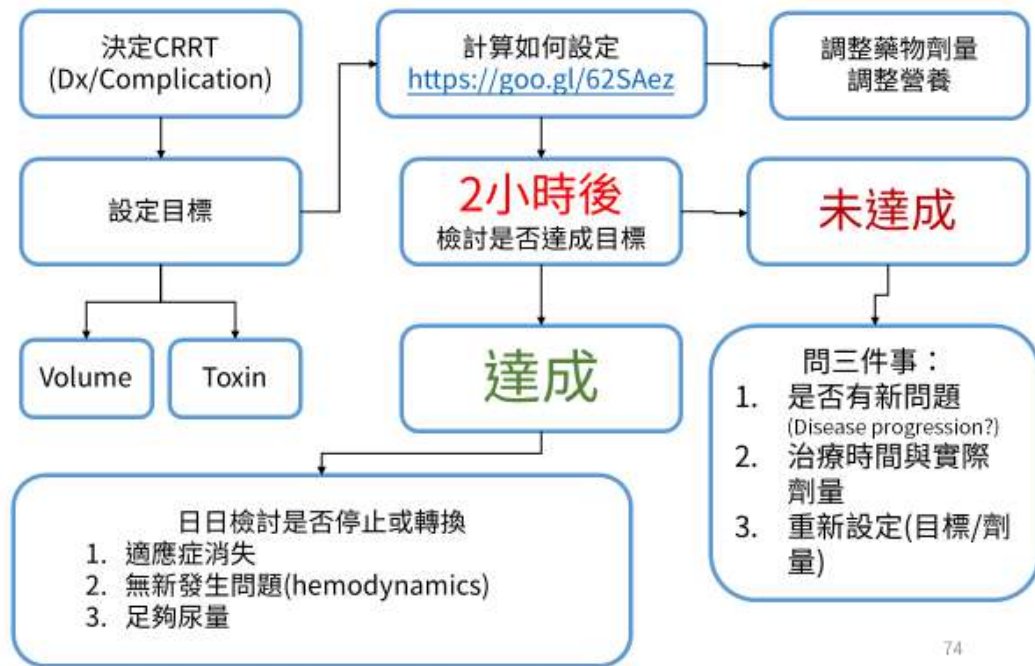 決定CRRT
(Dx/Complication)
計算如何設定
https://goo.gl/62SAez
調整藥物劑量
調整營養
設定目標
2小時後
檢討是否達成目標
未達成
Volume
Toxin
達成
問三件事：
1. 是否有新問題
(Disease progression?)
2. 治療時間與實際
劑量
3. 重新設定(目標/劑
量)
日日檢討是否停止或轉換
1. 適應症消失
2. 無新發生問題(hemodynamics)
3. 足夠尿量
74